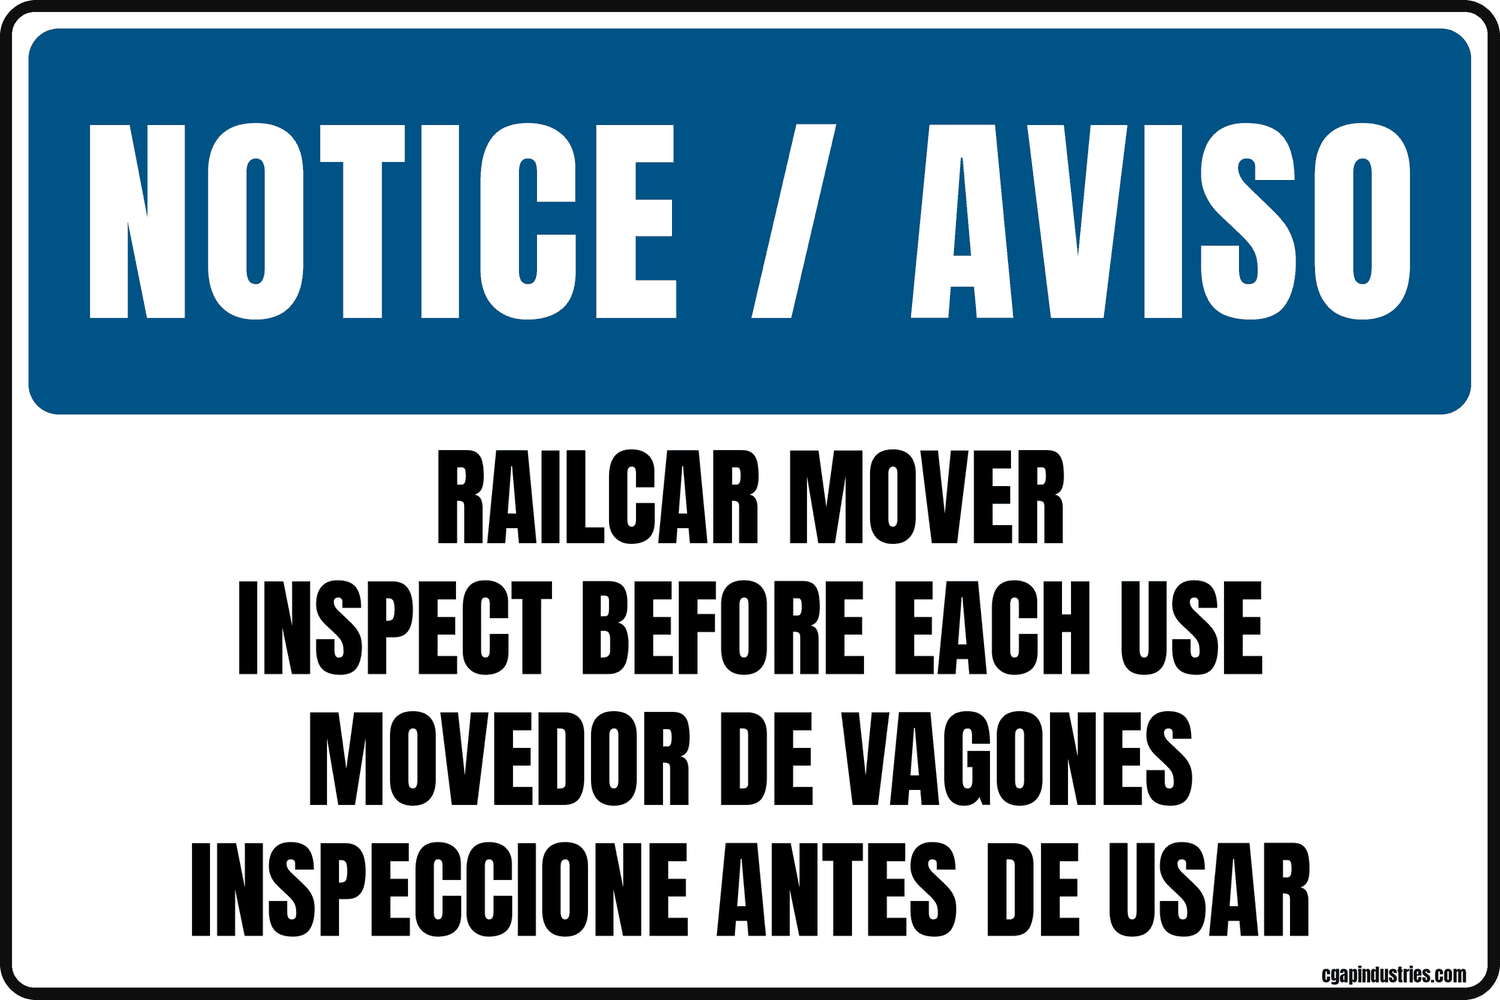 NOTICE / AVISO
RAILCAR MOVER
INSPECT BEFORE EACH USE
MOVEDOR DE VAGONES
INSPECCIONE ANTES DE USAR
cgapindustries.com